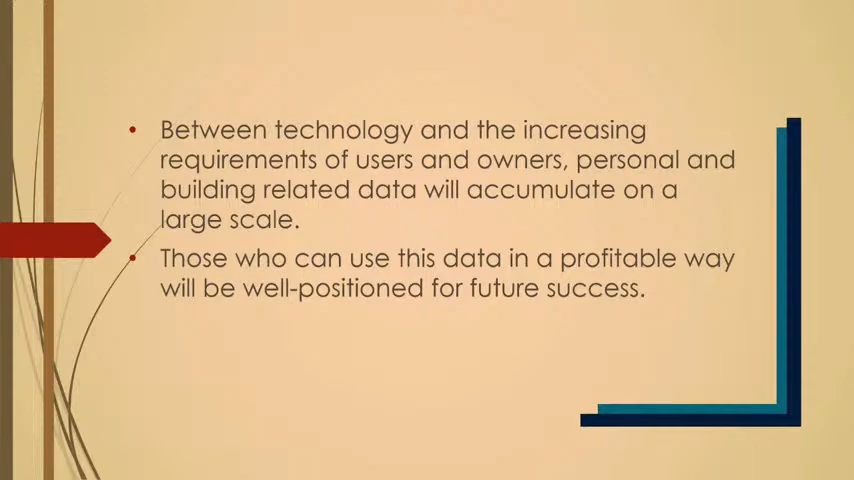 • Between technology and the increasing
requirements of users and owners, personal and
building related data will accumulate on a
large scale.
• Those who can use this data in a profitable way
will be well-positioned for future success.